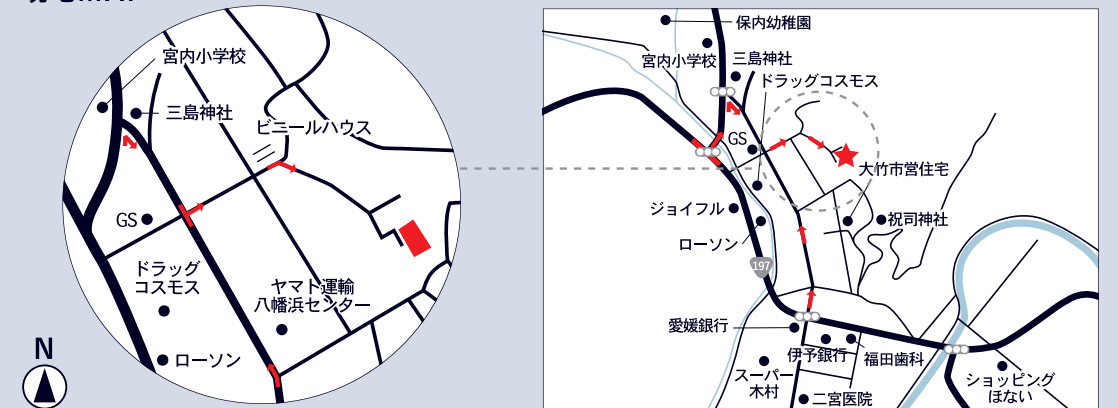 宮内小学校
三島神社
ビニールハウス
GS
ドラッグ
コスモス
ヤマト運輸
八幡浜センター
ローソン
N
保内幼稚園
宮内小学校
三島神社
ドラッグコスモス
GS
大竹市営住宅
ジョイフル
祝司神社
ローソン
197
愛媛銀行
伊予銀行
福田歯科
スーパー
木村
ショッピング
ほない
二宮医院